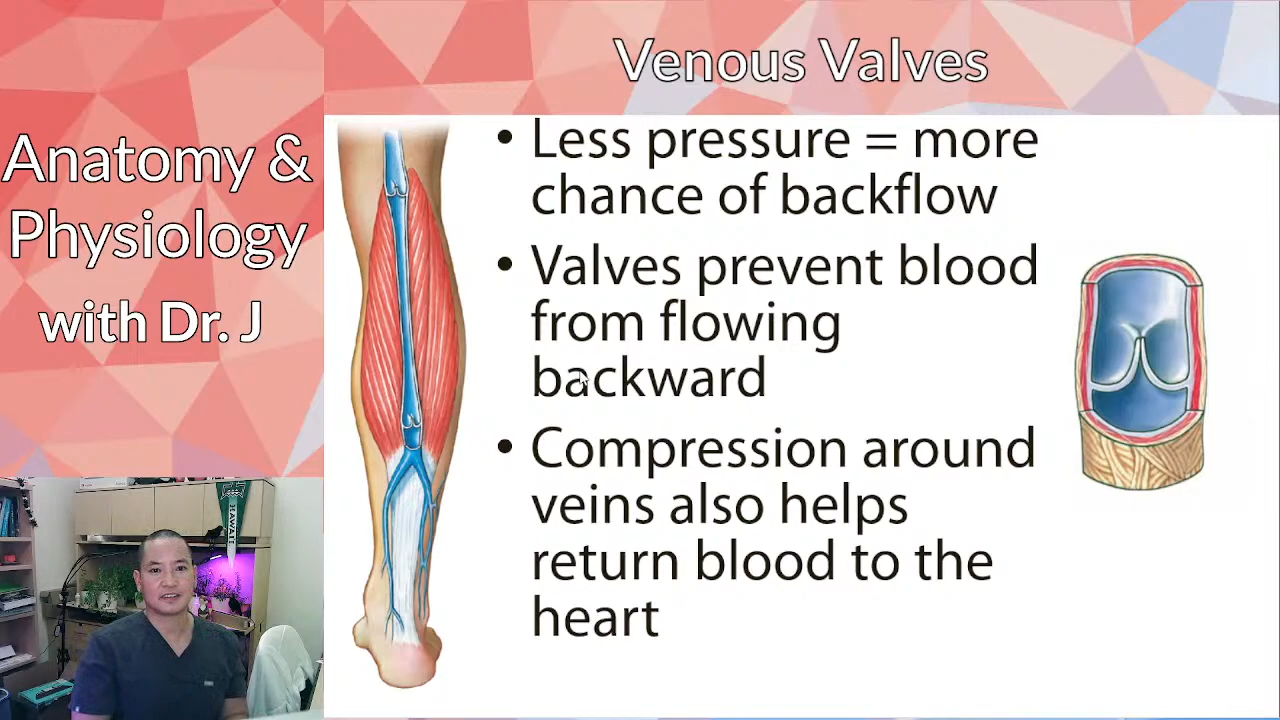 Venous Valves
Anatomy &
Physiology
with Dr. J
• Less pressure = more
chance of backflow
• Valves prevent blood
from flowing
backward
• Compression around
veins also helps
return blood to the
heart
HAWAII